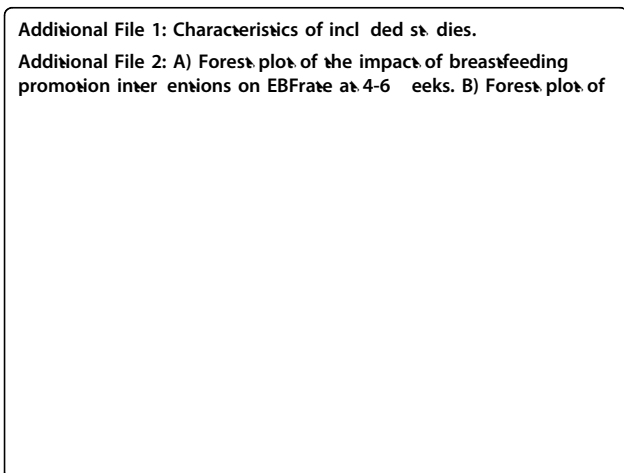 Additional File 1: Characteristics of incl ded st dies.
Additional File 2: A) Forest plot of the impact of breastfeeding
promotion inter entions on EBFrate at 4-6 eeks. B) Forest plot of